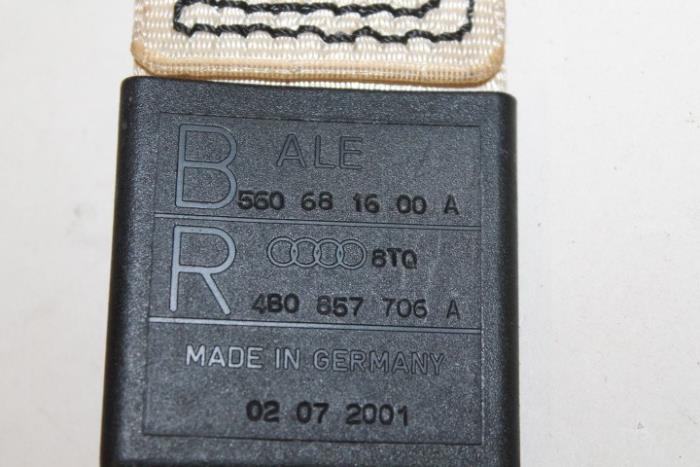 B ALE
560 68 16 00 A
R 8TQ
4B0 857 706 A
MADE IN GERMANY
02 07 2001